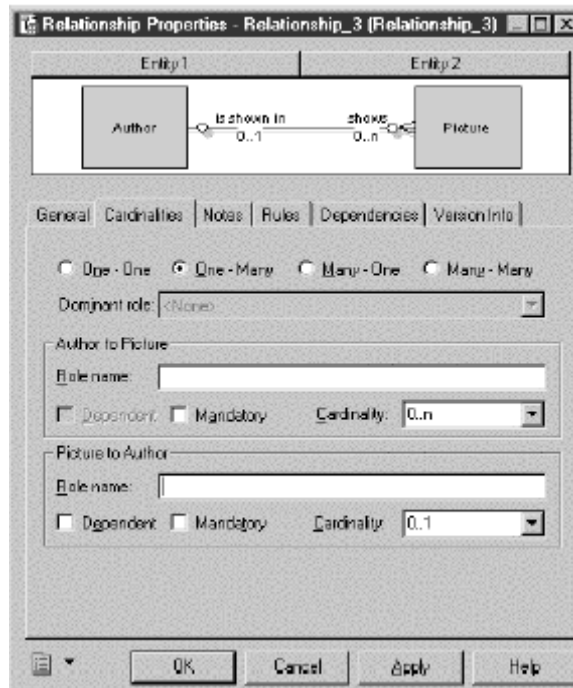 Relationship Properties - Relationship_3 (Relationship_3)
Entity 1 Entity 2
Author is shown in 0..1 shows 0..n Picture
General Cardinalities Notes Rules Dependencies Version Info
One - One One - Many Many - One Many - Many
Dominant role: <None>
Author to Picture
Role name:
Dependent Mandatory Cardinality: 0..n
Picture to Author
Role name:
Dependent Mandatory Cardinality: 0..1
OK Cancel Apply Help